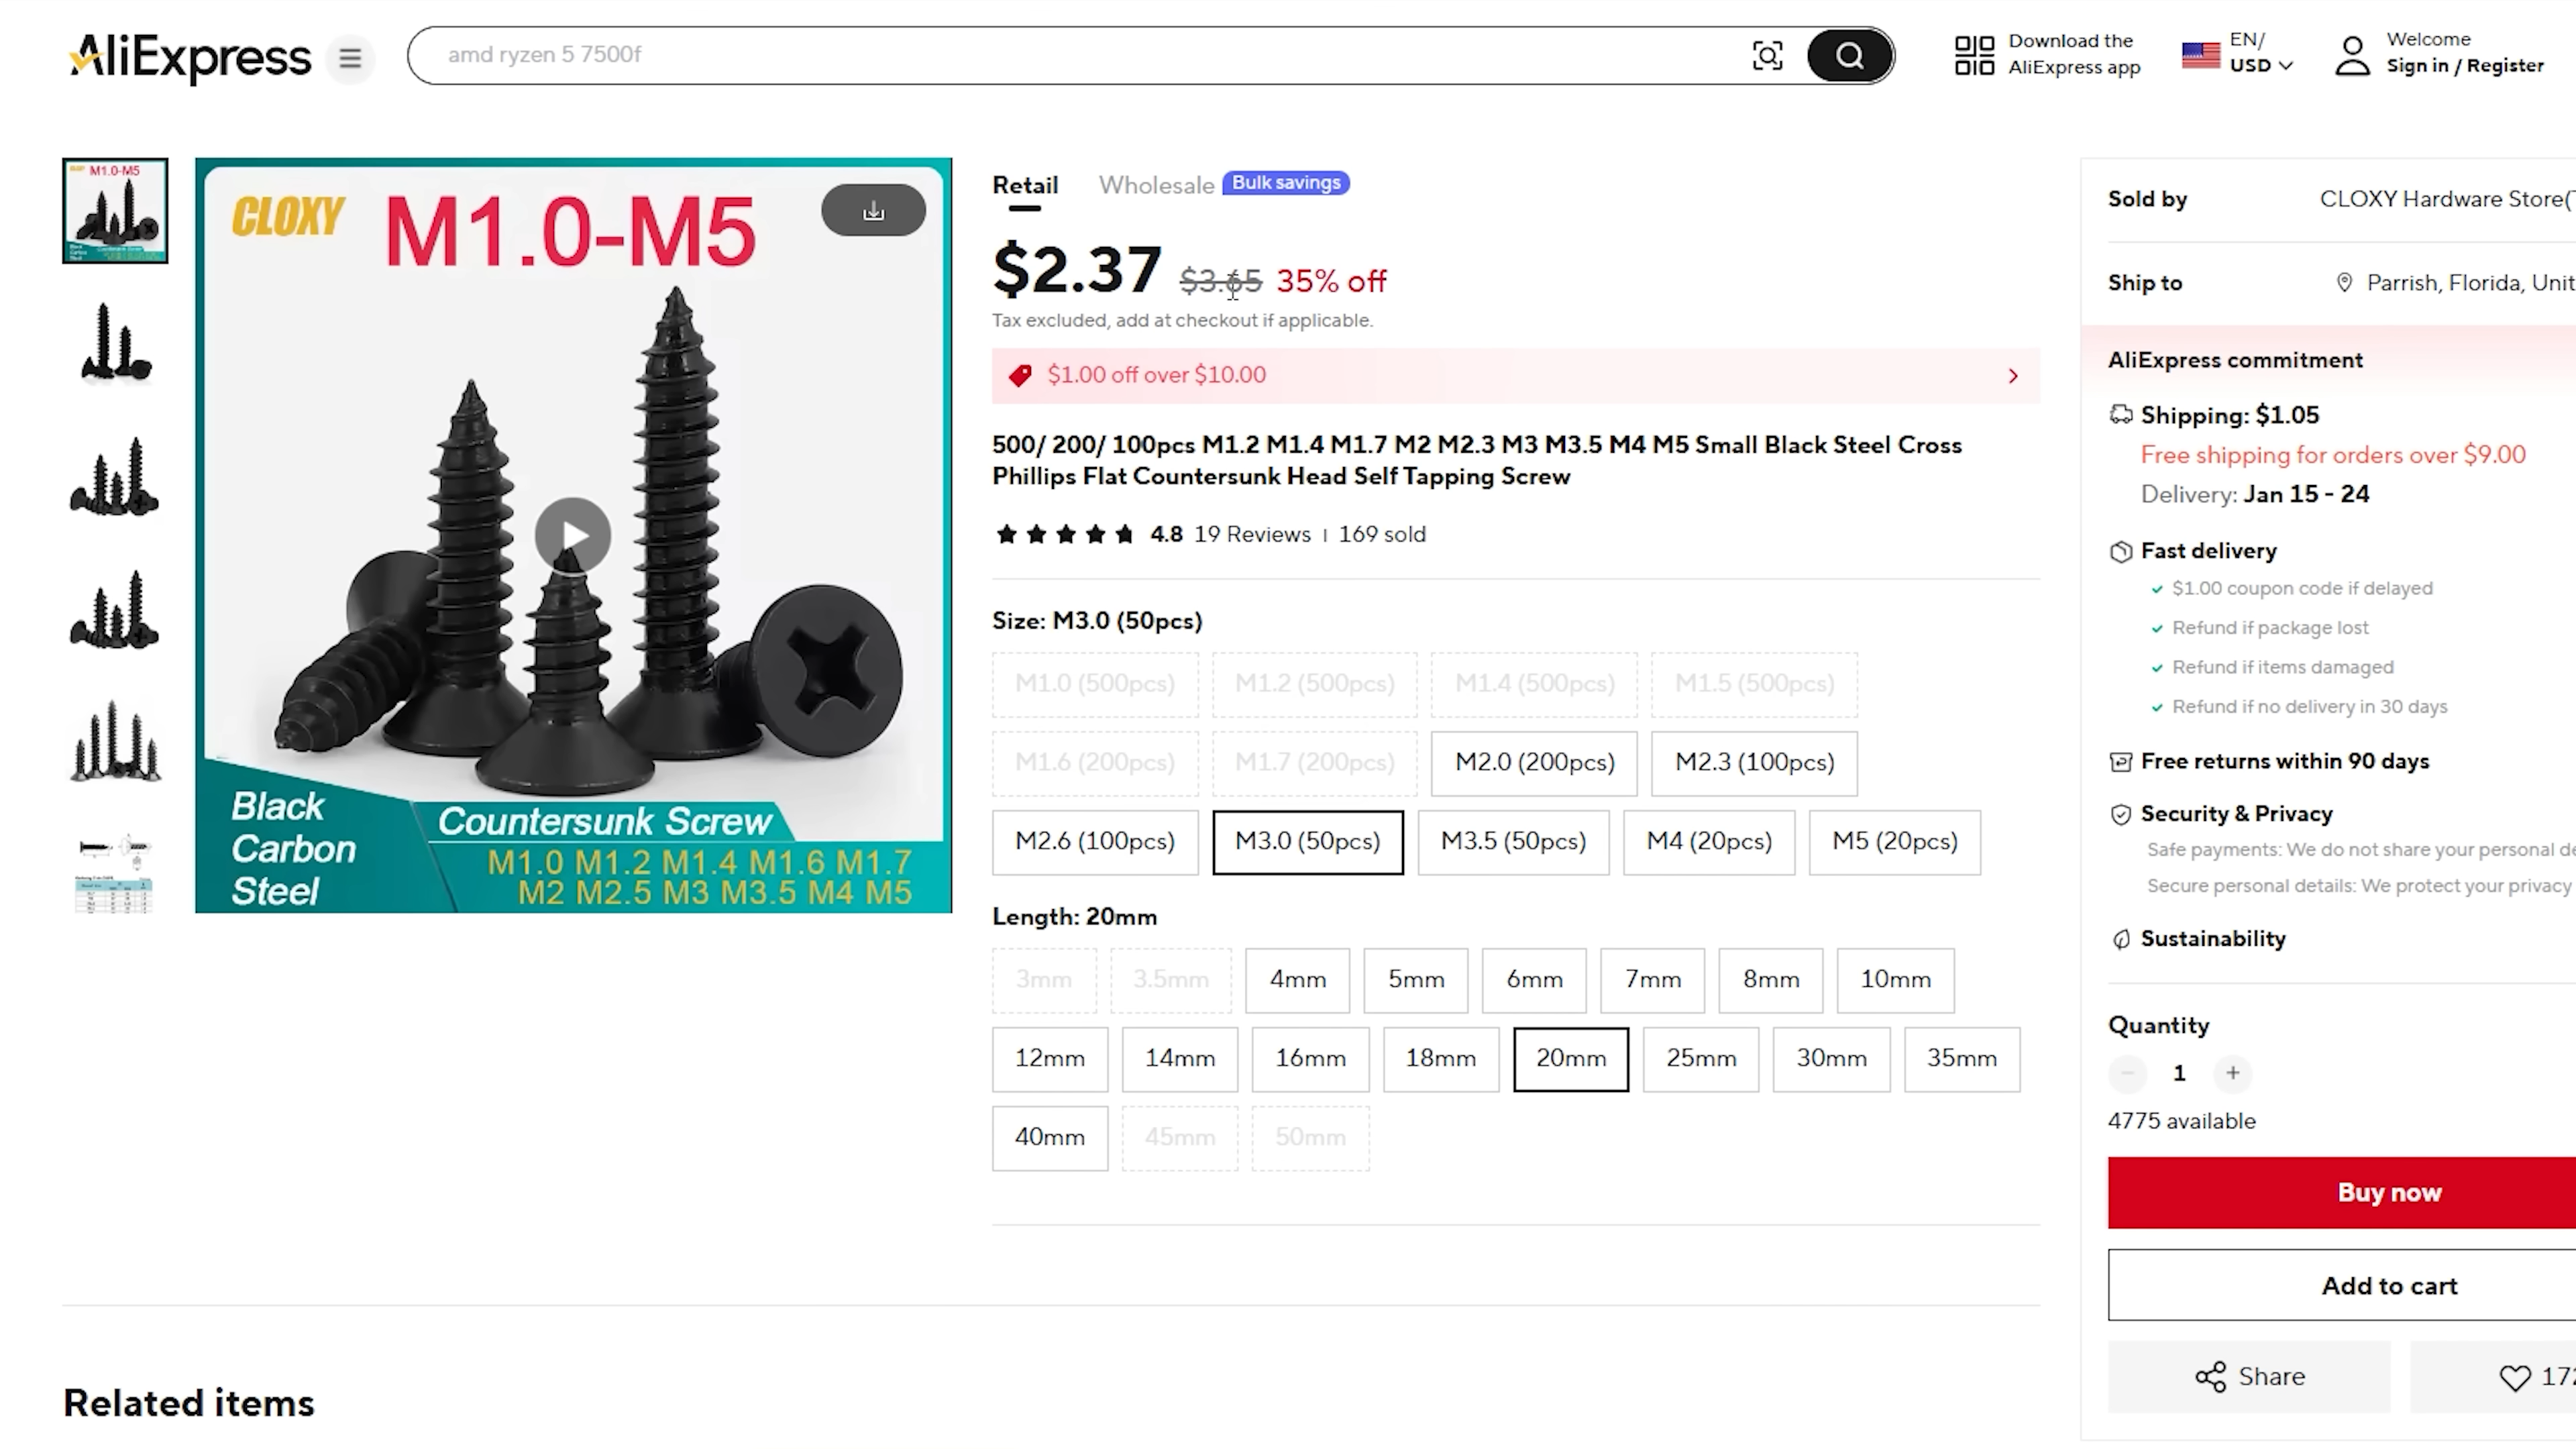 AliExpress
amd ryzen 5 7500f
Download the
AliExpress app
EN/
USD
Welcome
Sign in / Register
M1.0-M5
CLOXY
M1.0-M5
Black
Carbon
Steel
Countersunk Screw
M1.0 M1.2 M1.4 M1.6 M1.7
M2 M2.5 M3 M3.5 M4 M5
Retail
Wholesale
Bulk savings
$2.37 $3.65 35% off
Tax excluded, add at checkout if applicable.
$1.00 off over $10.00
500/ 200/ 100pcs M1.2 M1.4 M1.7 M2 M2.3 M3 M3.5 M4 M5 Small Black Steel Cross
Phillips Flat Countersunk Head Self Tapping Screw
4.8 19 Reviews 169 sold
Size: M3.0 (50pcs)
M1.0 (500pcs) M1.2 (500pcs) M1.4 (500pcs) M1.5 (500pcs)
M1.6 (200pcs) M1.7 (200pcs) M2.0 (200pcs) M2.3 (100pcs)
M2.6 (100pcs) M3.0 (50pcs) M3.5 (50pcs) M4 (20pcs) M5 (20pcs)
Length: 20mm
3mm 3.5mm 4mm 5mm 6mm 7mm 8mm 10mm
12mm 14mm 16mm 18mm 20mm 25mm 30mm 35mm
40mm 45mm 50mm
Sold by CLOXY Hardware Store(
Ship to Parrish, Florida, Unit
AliExpress commitment
Shipping: $1.05
Free shipping for orders over $9.00
Delivery: Jan 15 - 24
Fast delivery
$1.00 coupon code if delayed
Refund if package lost
Refund if items damaged
Refund if no delivery in 30 days
Free returns within 90 days
Security & Privacy
Safe payments: We do not share your personal de
Secure personal details: We protect your privacy
Sustainability
Quantity
1
4775 available
Buy now
Add to cart
Share
172
Related items